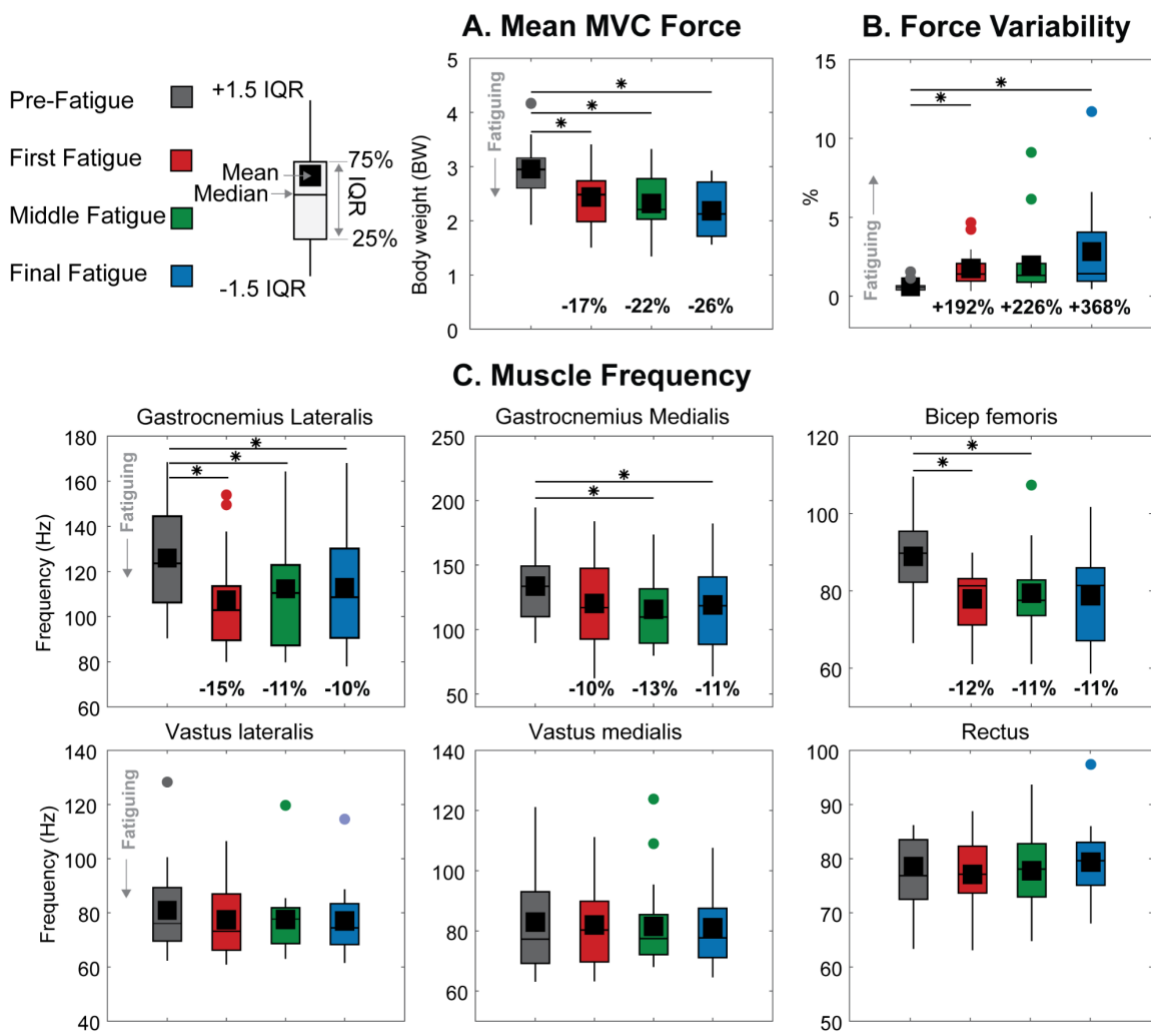 A. Mean MVC Force
B. Force Variability
Pre-Fatigue
First Fatigue
Middle Fatigue
Final Fatigue
+1.5 IQR
75%
Mean
Median
IQR
25%
-1.5 IQR
Body weight (BW)
5
4
3
2
1
0
Fatiguing
*
*
*
-17% -22% -26%
%
15
10
5
0
Fatiguing
*
*
+192% +226% +368%
C. Muscle Frequency
Gastrocnemius Lateralis
Frequency (Hz)
180
160
140
120
100
80
60
Fatiguing
*
*
*
-15% -11% -10%
Gastrocnemius Medialis
250
200
150
100
50
*
*
-10% -13% -11%
Bicep femoris
120
100
80
60
*
*
-12% -11% -11%
Vastus lateralis
Frequency (Hz)
140
120
100
80
60
40
Fatiguing
Vastus medialis
140
120
100
80
60
Rectus
100
90
80
70
60
50